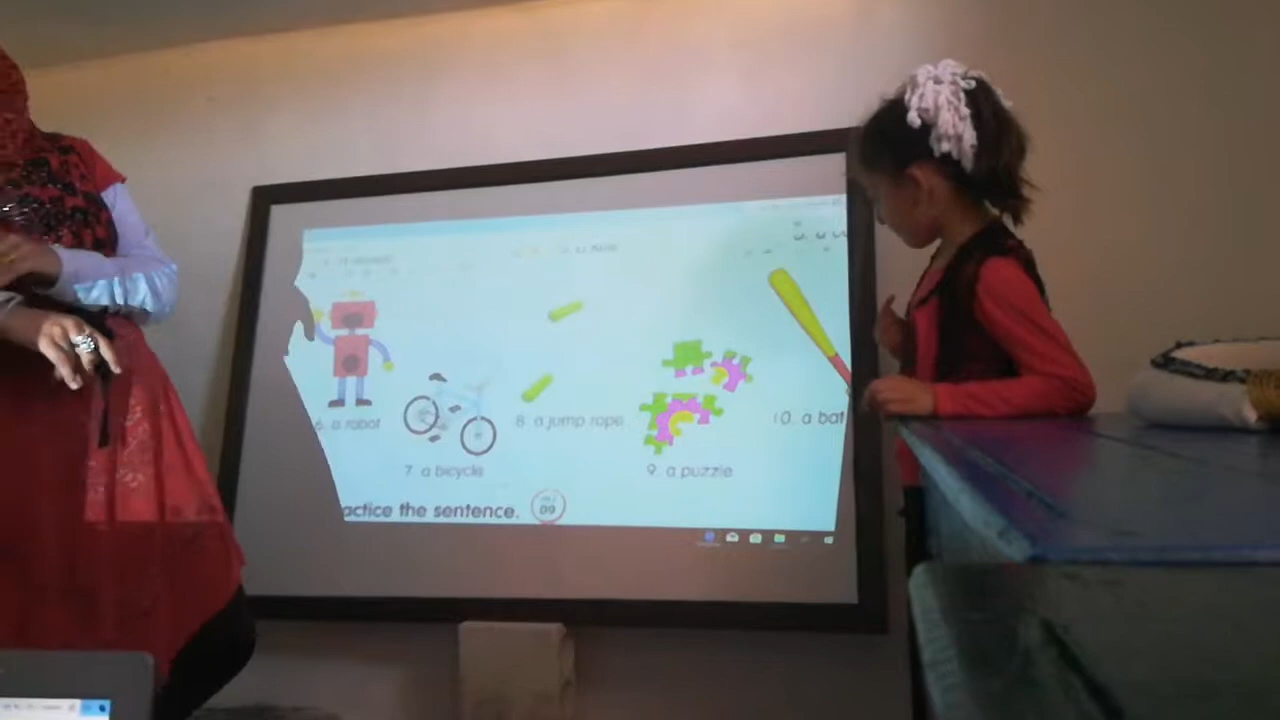 6. a robot
7. a bicycle
8. a jump rope
9. a puzzle
10. a bat
actice the sentence.
09